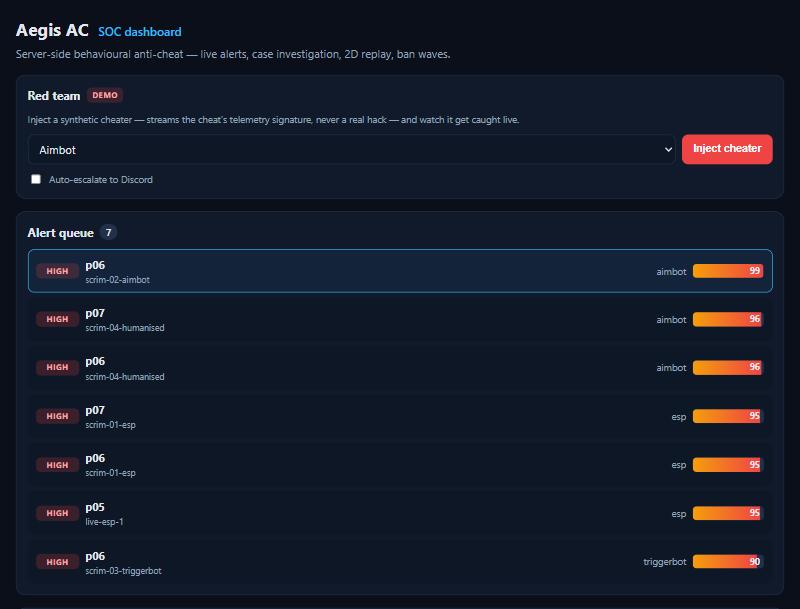 Aegis AC SOC dashboard
Server-side behavioural anti-cheat — live alerts, case investigation, 2D replay, ban waves.
Red team DEMO
Inject a synthetic cheater — streams the cheat's telemetry signature, never a real hack — and watch it get caught live.
Aimbot Inject cheater
Auto-escalate to Discord
Alert queue 7
HIGH p06 aimbot 99
scrim-02-aimbot
HIGH p07 aimbot 96
scrim-04-humanised
HIGH p06 aimbot 96
scrim-04-humanised
HIGH p07 esp 95
scrim-01-esp
HIGH p06 esp 95
scrim-01-esp
HIGH p05 esp 95
live-esp-1
HIGH p06 triggerbot 90
scrim-03-triggerbot